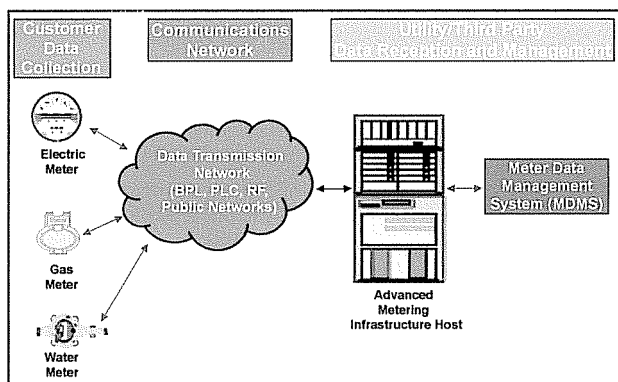 Customer
Data
Collection
Communications
Network
Utility/Third Party
Data Reception and Management
Electric
Meter
Gas
Meter
Water
Meter
Data Transmission
Network
(BPL, PLC, RF
Public Networks)
Advanced
Metering
Infrastructure Host
Meter Data
Management
System (MDMS)